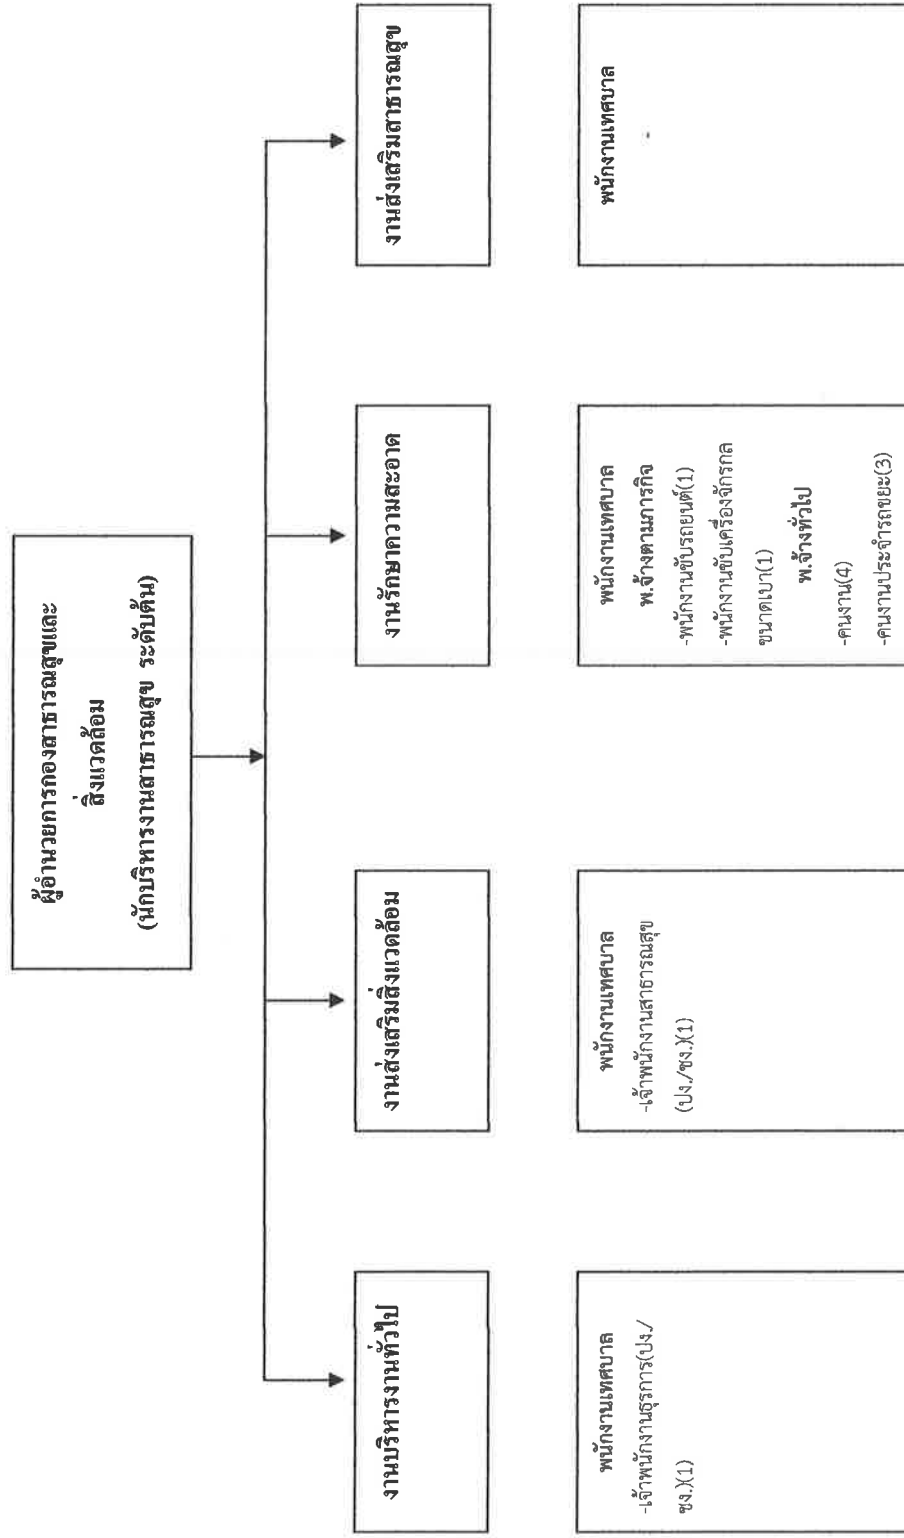 ผู้อำนวยการกองสาธารณสุขและ
สิ่งแวดล้อม
(นักบริหารงานสาธารณสุข ระดับต้น)
งานบริหารงานทั่วไป
งานส่งเสริมสิ่งแวดล้อม
งานรักษาความสะอาด
งานส่งเสริมสาธารณสุข
พนักงานเทศบาล
-เจ้าพนักงานธุรการ(ปง./
ชง.)(1)
พนักงานเทศบาล
-เจ้าพนักงานสาธารณสุข
(ปง./ชง.)(1)
พนักงานเทศบาล
พ.จ้างตามภารกิจ
-พนักงานขับรถยนต์(1)
-พนักงานขับเครื่องจักรกล
ขนาดเบา(1)
พ.จ้างทั่วไป
-คนงาน(4)
-คนงานประจำรถขยะ(3)
พนักงานเทศบาล
-